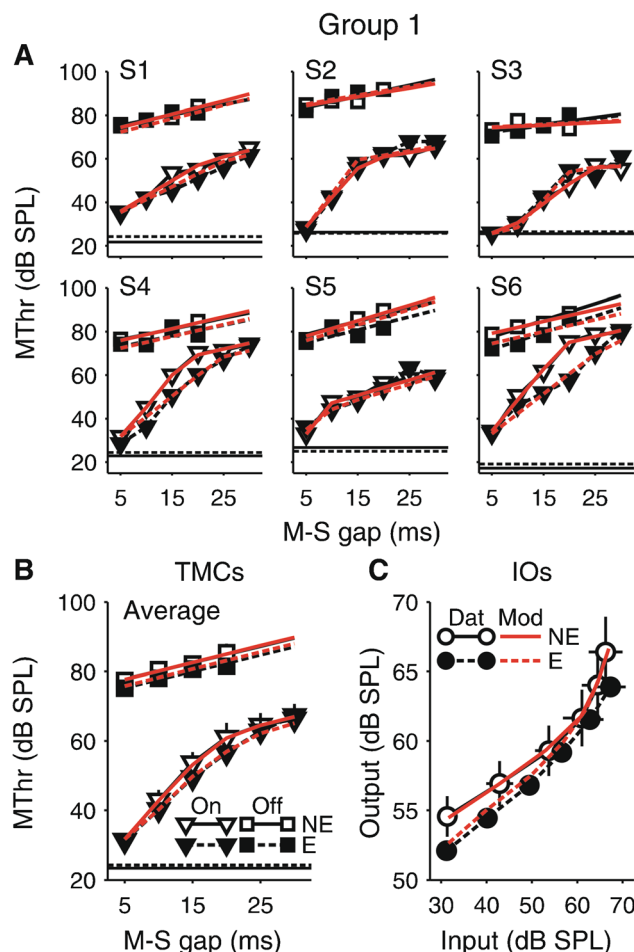 Group 1
A
S1
S2
S3
100
80
60
40
20
MThr (dB SPL)
S4
S5
S6
100
80
60
40
20
5 15 25
5 15 25
5 15 25
M-S gap (ms)
B
TMCs
Average
100
80
60
40
20
MThr (dB SPL)
On Off
NE
E
5 15 25
M-S gap (ms)
C
IOs
Dat Mod
NE
E
70
65
60
55
50
Output (dB SPL)
30 40 50 60 70
Input (dB SPL)